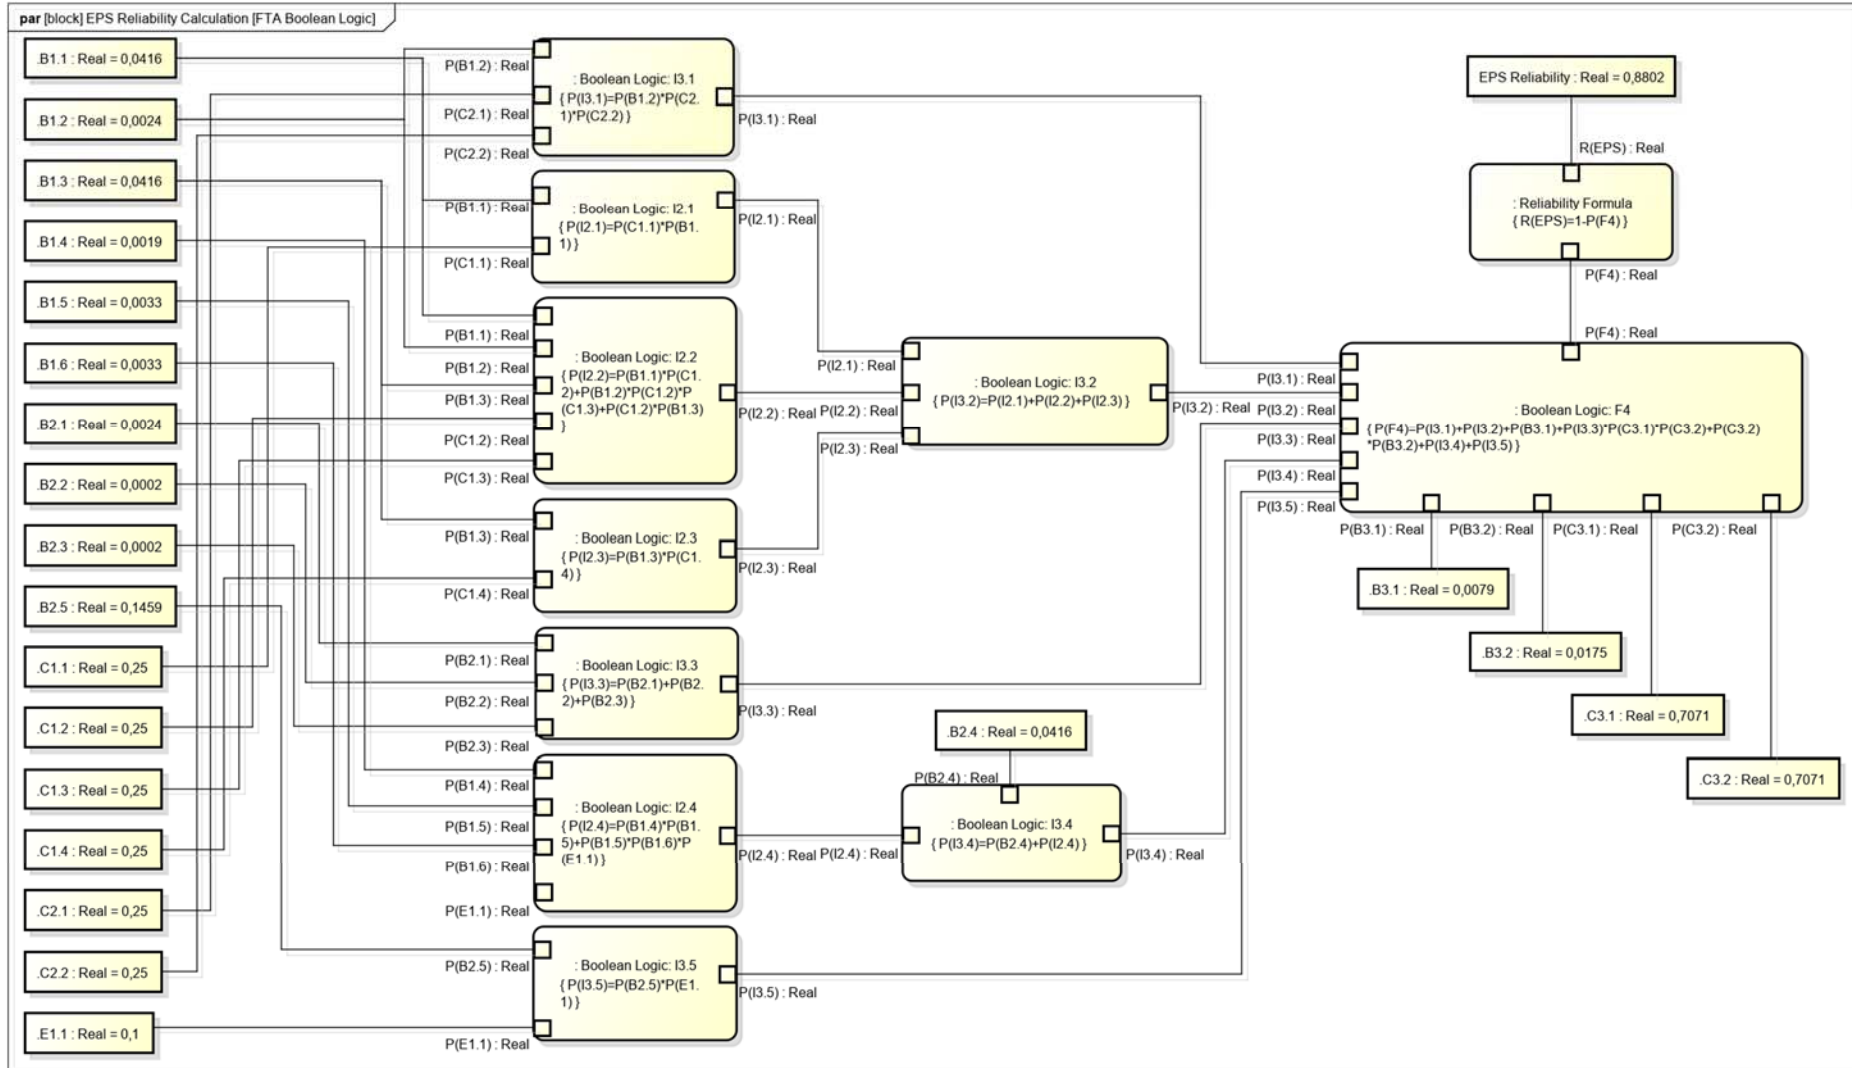 par [block] EPS Reliability Calculation [FTA Boolean Logic]
.B1.1 : Real = 0,0416
.B1.2 : Real = 0,0024
.B1.3 : Real = 0,0416
.B1.4 : Real = 0,0019
.B1.5 : Real = 0,0033
.B1.6 : Real = 0,0033
.B2.1 : Real = 0,0024
.B2.2 : Real = 0,0002
.B2.3 : Real = 0,0002
.B2.5 : Real = 0,1459
.C1.1 : Real = 0,25
.C1.2 : Real = 0,25
.C1.3 : Real = 0,25
.C1.4 : Real = 0,25
.C2.1 : Real = 0,25
.C2.2 : Real = 0,25
.E1.1 : Real = 0,1
P(B1.2) : Real
P(C2.1) : Real
P(C2.2) : Real
: Boolean Logic: I3.1
{ P(I3.1)=P(B1.2)*P(C2.
1)*P(C2.2) }
P(I3.1) : Real
P(B1.1) : Real
P(C1.1) : Real
: Boolean Logic: I2.1
{ P(I2.1)=P(C1.1)*P(B1.
1) }
P(I2.1) : Real
P(B1.1) : Real
P(B1.2) : Real
P(B1.3) : Real
P(C1.2) : Real
P(C1.3) : Real
: Boolean Logic: I2.2
{ P(I2.2)=P(B1.1)*P(C1.
2)+P(B1.2)*P(C1.2)*P
(C1.3)+P(C1.2)*P(B1.3)
}
P(I2.2) : Real
P(B1.3) : Real
P(C1.4) : Real
: Boolean Logic: I2.3
{ P(I2.3)=P(B1.3)*P(C1.
4) }
P(I2.3) : Real
P(B2.1) : Real
P(B2.2) : Real
P(B2.3) : Real
: Boolean Logic: I3.3
{ P(I3.3)=P(B2.1)+P(B2.
2)+P(B2.3) }
P(I3.3) : Real
P(B1.4) : Real
P(B1.5) : Real
P(B1.6) : Real
P(E1.1) : Real
: Boolean Logic: I2.4
{ P(I2.4)=P(B1.4)*P(B1.
5)+P(B1.5)*P(B1.6)*P
(E1.1) }
P(I2.4) : Real
P(B2.5) : Real
P(E1.1) : Real
: Boolean Logic: I3.5
{ P(I3.5)=P(B2.5)*P(E1.
1) }
P(I3.5) : Real
P(I2.1) : Real
P(I2.2) : Real
P(I2.3) : Real
: Boolean Logic: I3.2
{ P(I3.2)=P(I2.1)+P(I2.2)+P(I2.3) }
P(I3.2) : Real
.B2.4 : Real = 0,0416
P(B2.4) : Real
P(I2.4) : Real
: Boolean Logic: I3.4
{ P(I3.4)=P(B2.4)+P(I2.4) }
P(I3.4) : Real
EPS Reliability : Real = 0,8802
R(EPS) : Real
: Reliability Formula
{ R(EPS)=1-P(F4) }
P(F4) : Real
P(F4) : Real
P(I3.1) : Real
P(I3.2) : Real
P(I3.3) : Real
P(I3.4) : Real
P(I3.5) : Real
: Boolean Logic: F4
{ P(F4)=P(I3.1)+P(I3.2)+P(B3.1)+P(I3.3)*P(C3.1)*P(C3.2)+P(C3.2)
*P(B3.2)+P(I3.4)+P(I3.5) }
P(B3.1) : Real
P(B3.2) : Real
P(C3.1) : Real
P(C3.2) : Real
.B3.1 : Real = 0,0079
.B3.2 : Real = 0,0175
.C3.1 : Real = 0,7071
.C3.2 : Real = 0,7071